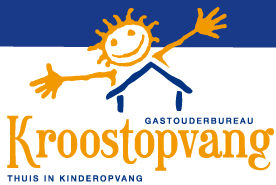 GASTOUDERBUREAU
Kroostopvang
THUIS IN KINDEROPVANG